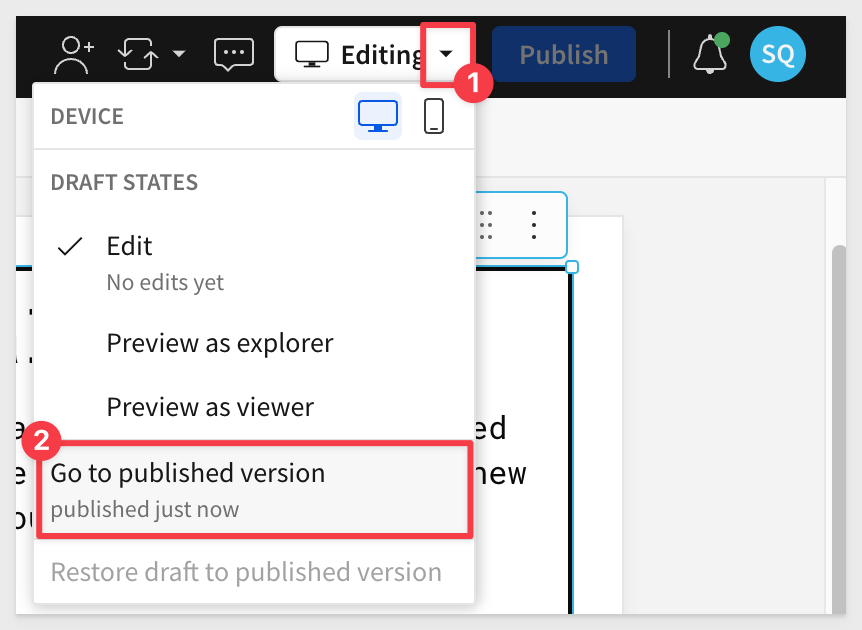 Editing
Publish
SQ
1
DEVICE
DRAFT STATES
Edit
No edits yet
Preview as explorer
Preview as viewer
ed
2
Go to published version
new
published just now
Restore draft to published version